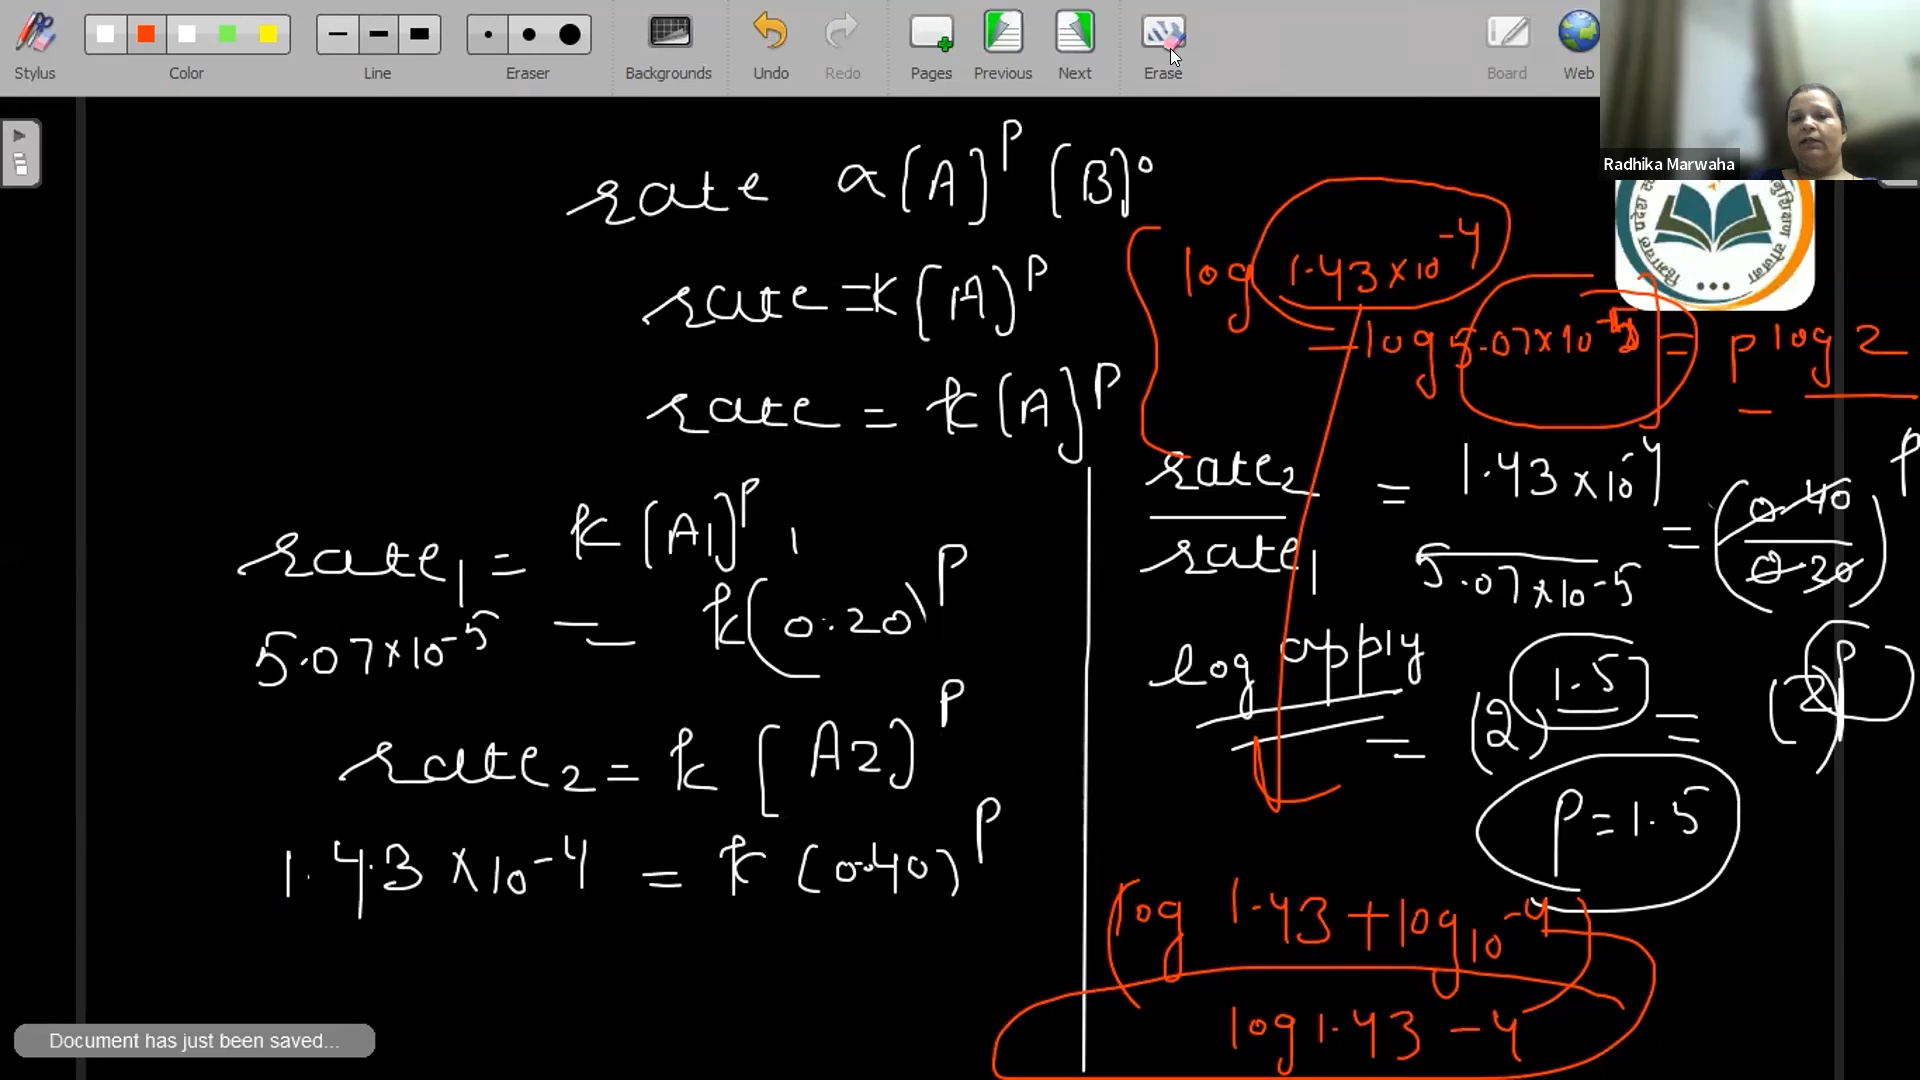 Stylus
Color
Line
Eraser
Backgrounds
Undo
Redo
Pages
Previous
Next
Erase
Board
Web
Radhika Marwaha
rate α [A]^p [B]^0
rate = k [A]^p
rate = k [A]^p
rate1 = k [A1]^p
5.07×10^-5 = k(0.20)^p
rate2 = k [A2]^p
1.43 ×10^-4 = k (0.40)^p
log 1.43×10^-4
- log 5.07×10^-5 = p log 2
rate2 / rate1 = 1.43 ×10^-4 / 5.07×10^-5 = (0.40 / 0.20)^p
log apply
= (2)^1.5 = (2)^p
p = 1.5
log 1.43 + log 10^-4
log 1.43 - 4
Document has just been saved...